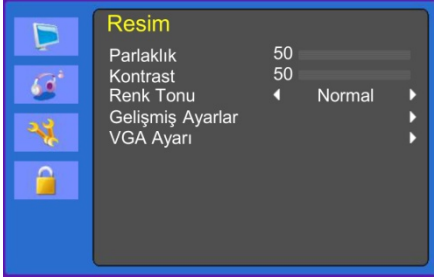 Resim
Parlaklık 50
Kontrast 50
Renk Tonu Normal
Gelişmiş Ayarlar
VGA Ayarı